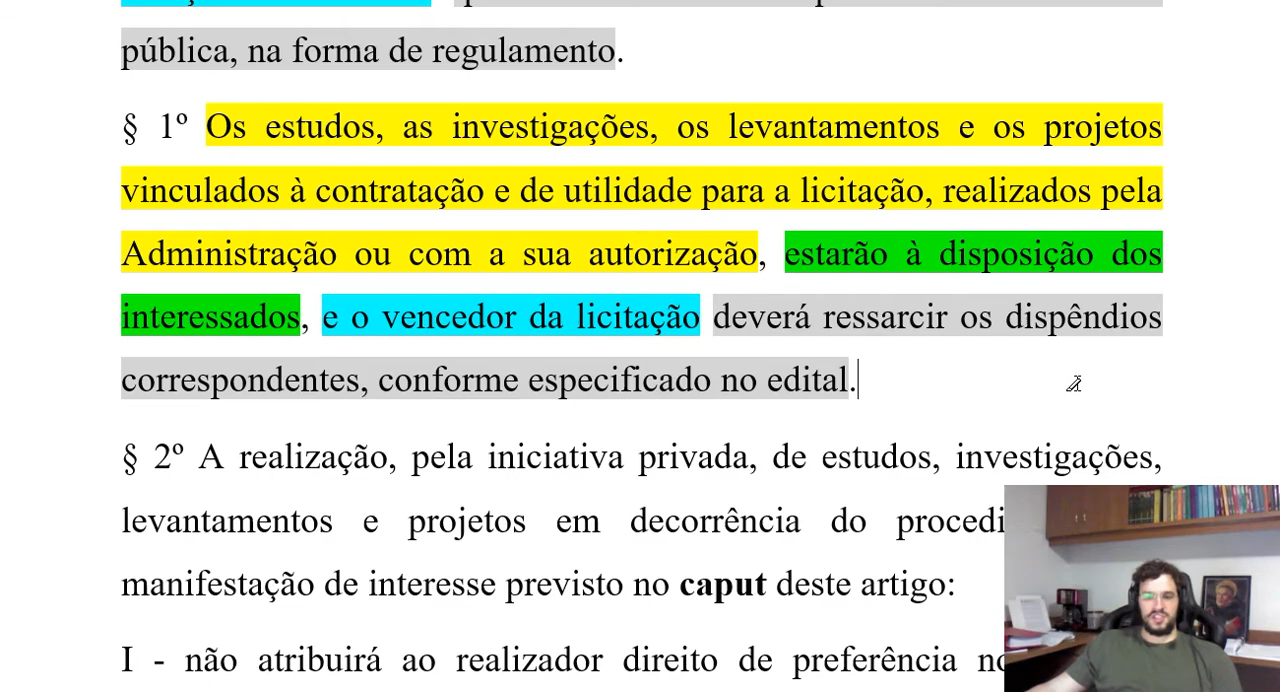 pública, na forma de regulamento.
§ 1º Os estudos, as investigações, os levantamentos e os projetos
vinculados à contratação e de utilidade para a licitação, realizados pela
Administração ou com a sua autorização, estarão à disposição dos
interessados, e o vencedor da licitação deverá ressarcir os dispêndios
correspondentes, conforme especificado no edital.
§ 2º A realização, pela iniciativa privada, de estudos, investigações,
levantamentos e projetos em decorrência do procedi
manifestação de interesse previsto no caput deste artigo:
I - não atribuirá ao realizador direito de preferência no